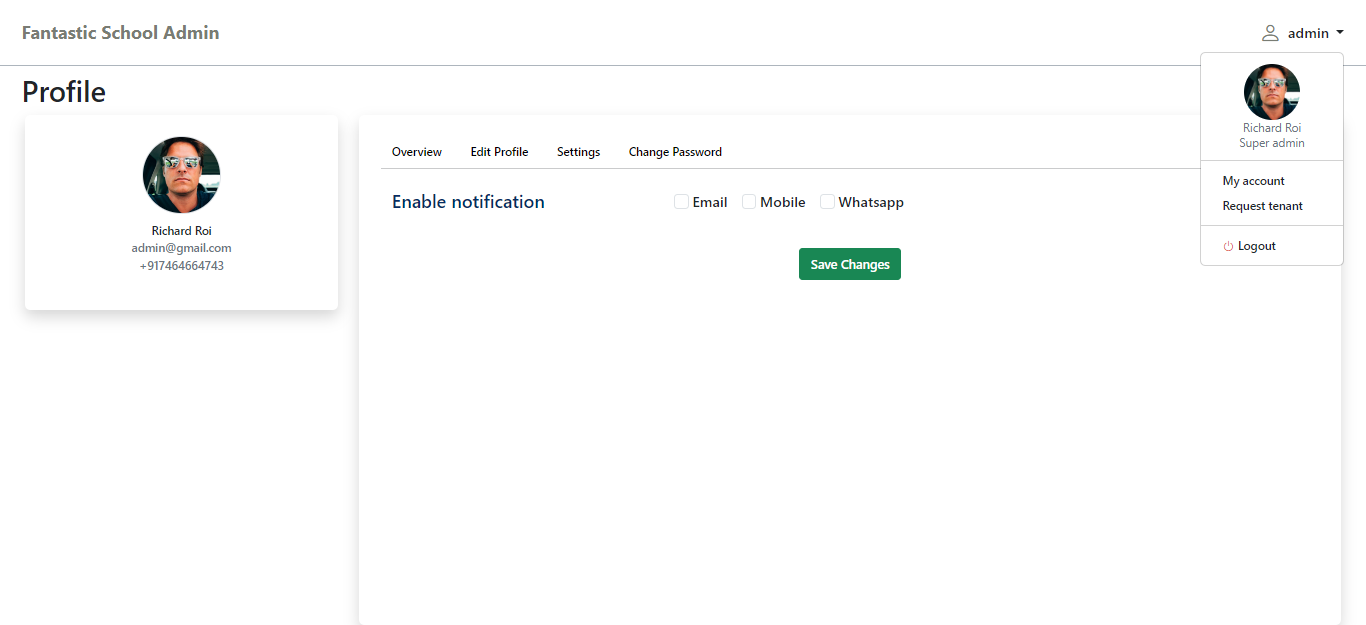 Fantastic School Admin
admin
Profile
Richard Roi
admin@gmail.com
+917464664743
Overview Edit Profile Settings Change Password
Enable notification Email Mobile Whatsapp
Save Changes
Richard Roi
Super admin
My account
Request tenant
Logout